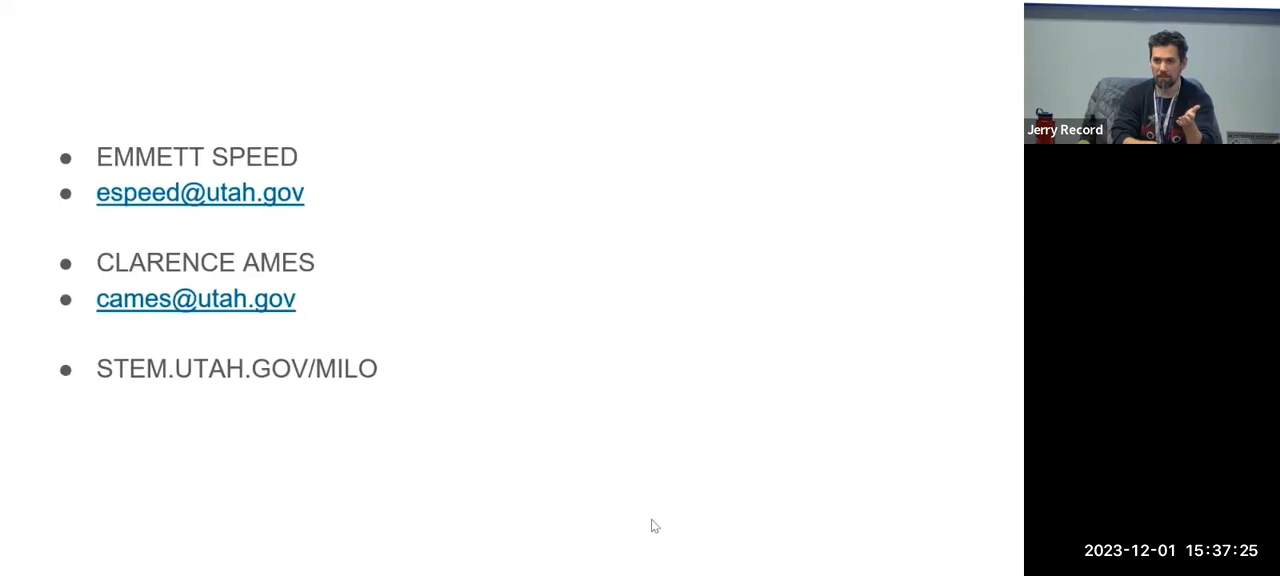 EMMETT SPEED
espeed@utah.gov
CLARENCE AMES
cames@utah.gov
STEM.UTAH.GOV/MILO
Jerry Record
2023-12-01 15:37:25